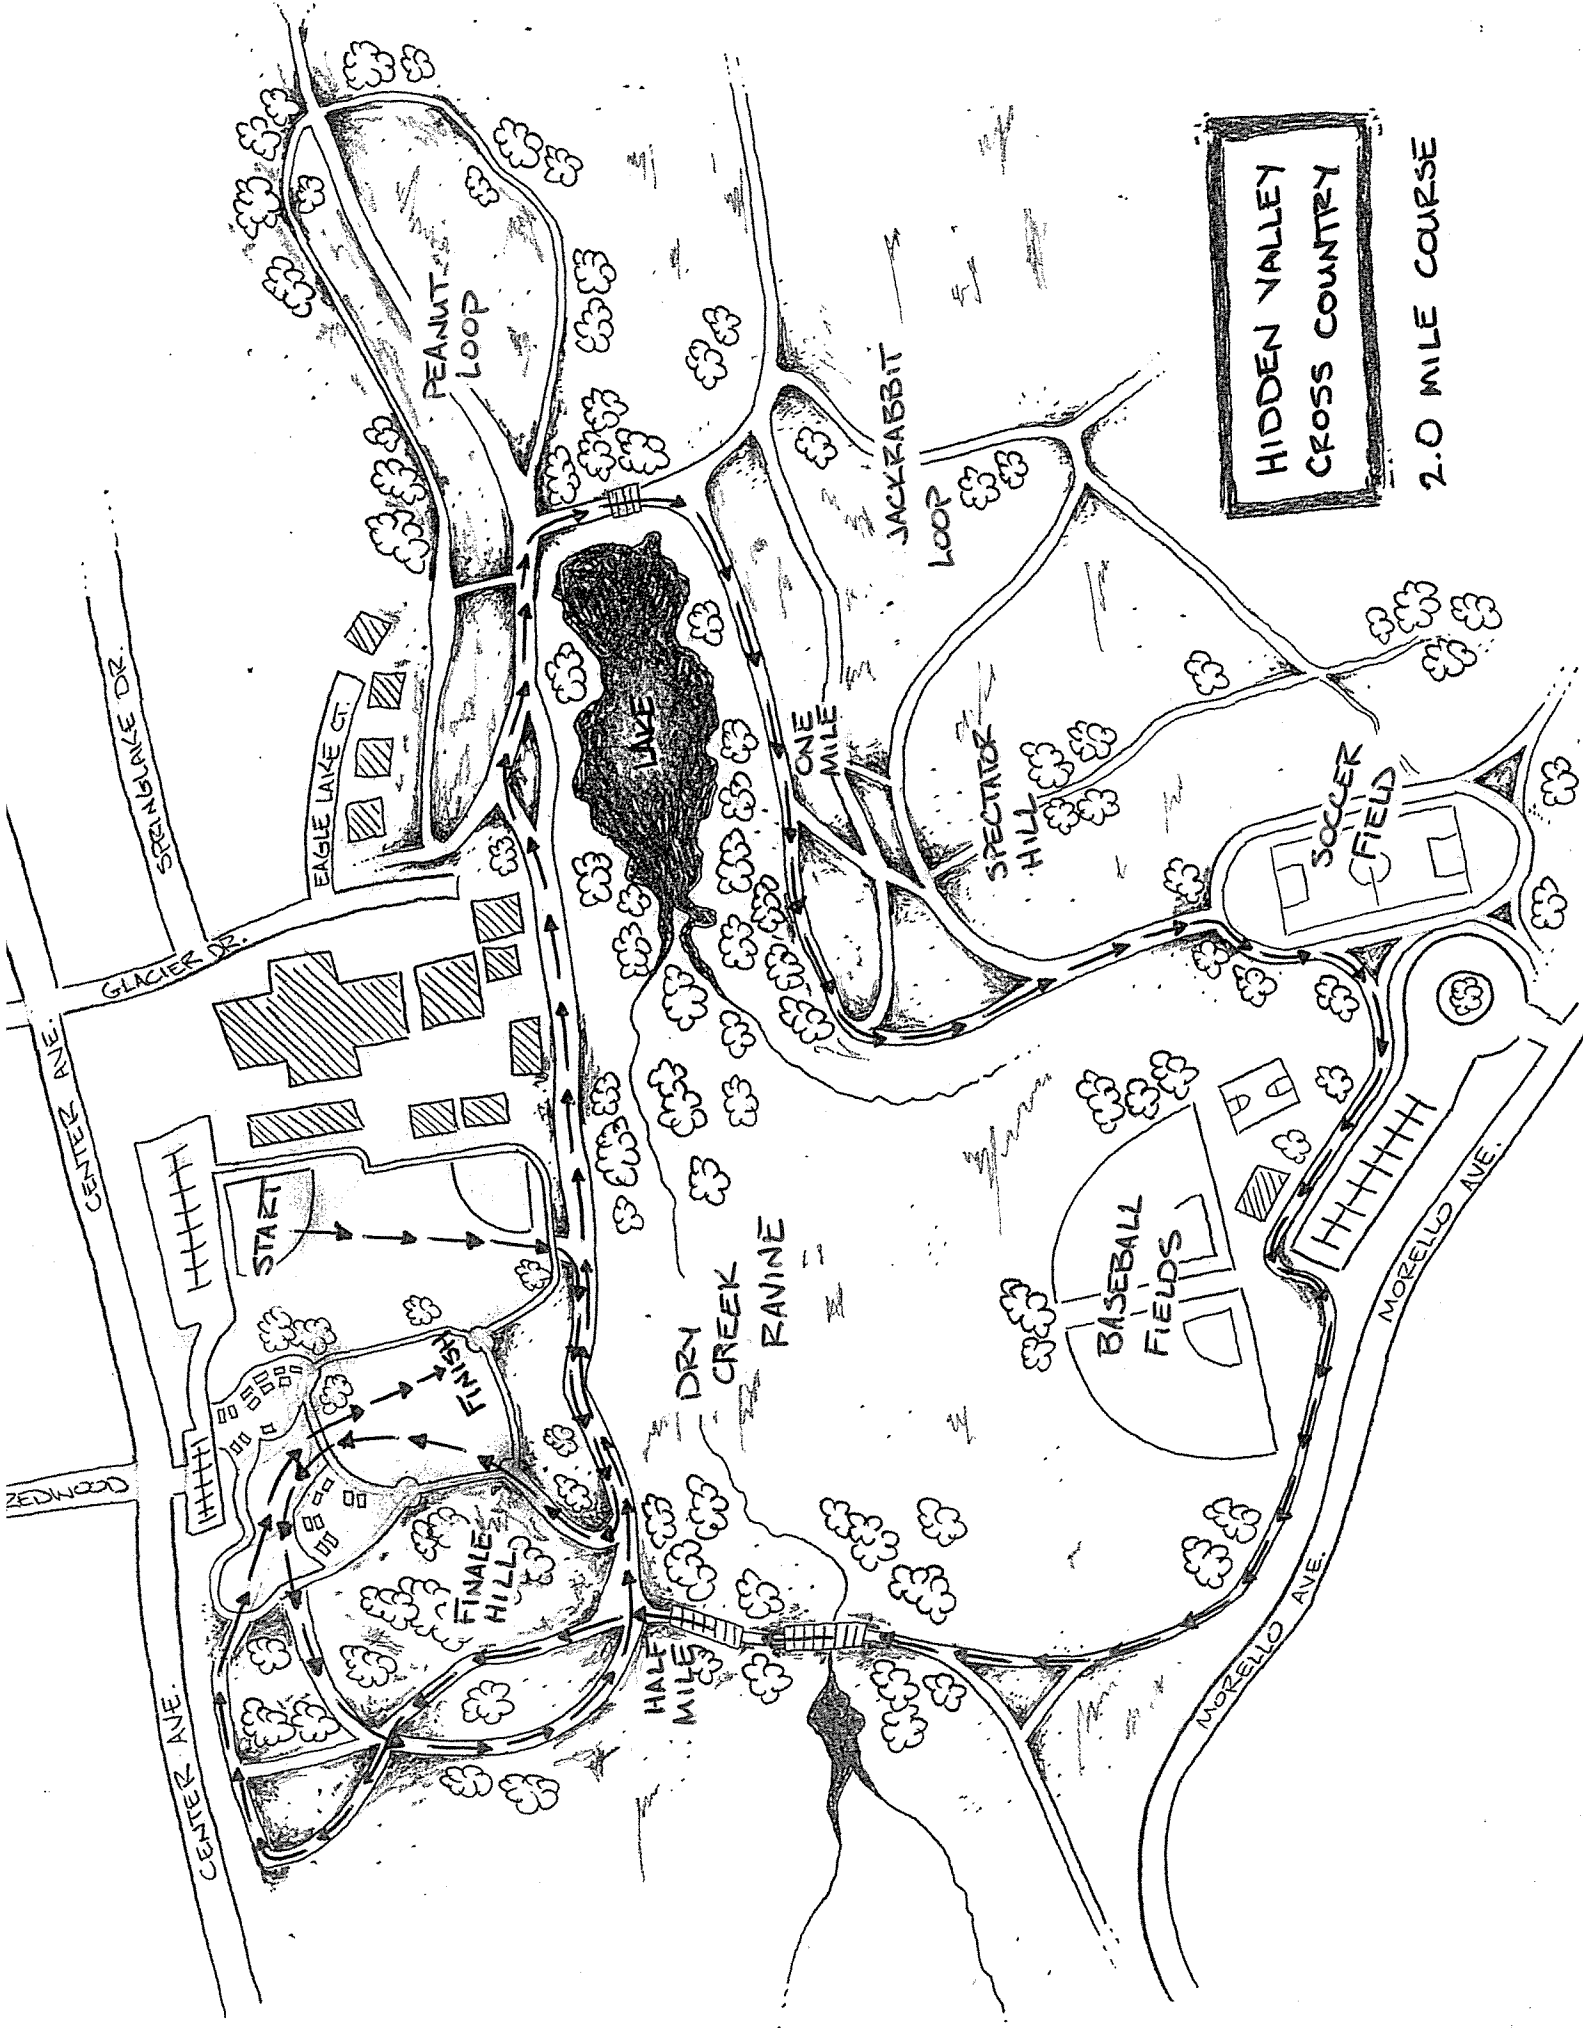 HIDDEN VALLEY
CROSS COUNTRY
2.0 MILE COURSE
CENTER AVE.
CENTER AVE.
GLACIER DR.
SPRINGLAKE DR.
EAGLE LAKE CT.
REDWOOD
START
FINISH
FINALE
HILL
HALF
MILE
PEANUT
LOOP
LAKE
ONE
MILE
JACKRABBIT
LOOP
SPECTATOR
HILL
SOCCER
FIELD
DRY
CREEK
RAVINE
BASEBALL
FIELDS
MORELLO AVE.
MORELLO AVE.